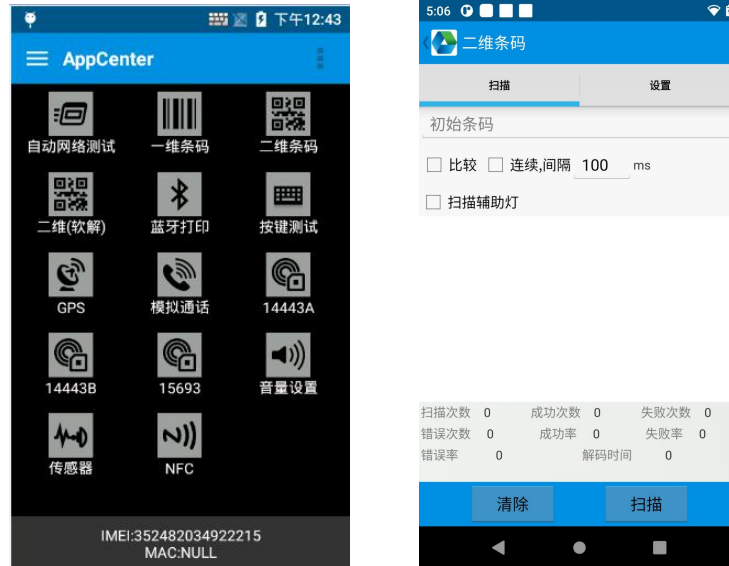 下午12:43
AppCenter
自动网络测试 一维条码 二维条码
二维(软解) 蓝牙打印 按键测试
GPS 模拟通话 14443A
14443B 15693 音量设置
传感器 NFC
IMEI:352482034922215
MAC:NULL
5:06
二维条码
扫描 设置
初始条码
比较 连续,间隔 100 ms
扫描辅助灯
扫描次数 0 成功次数 0 失败次数 0
错误次数 0 成功率 0 失败率 0
错误率 0 解码时间 0
清除 扫描